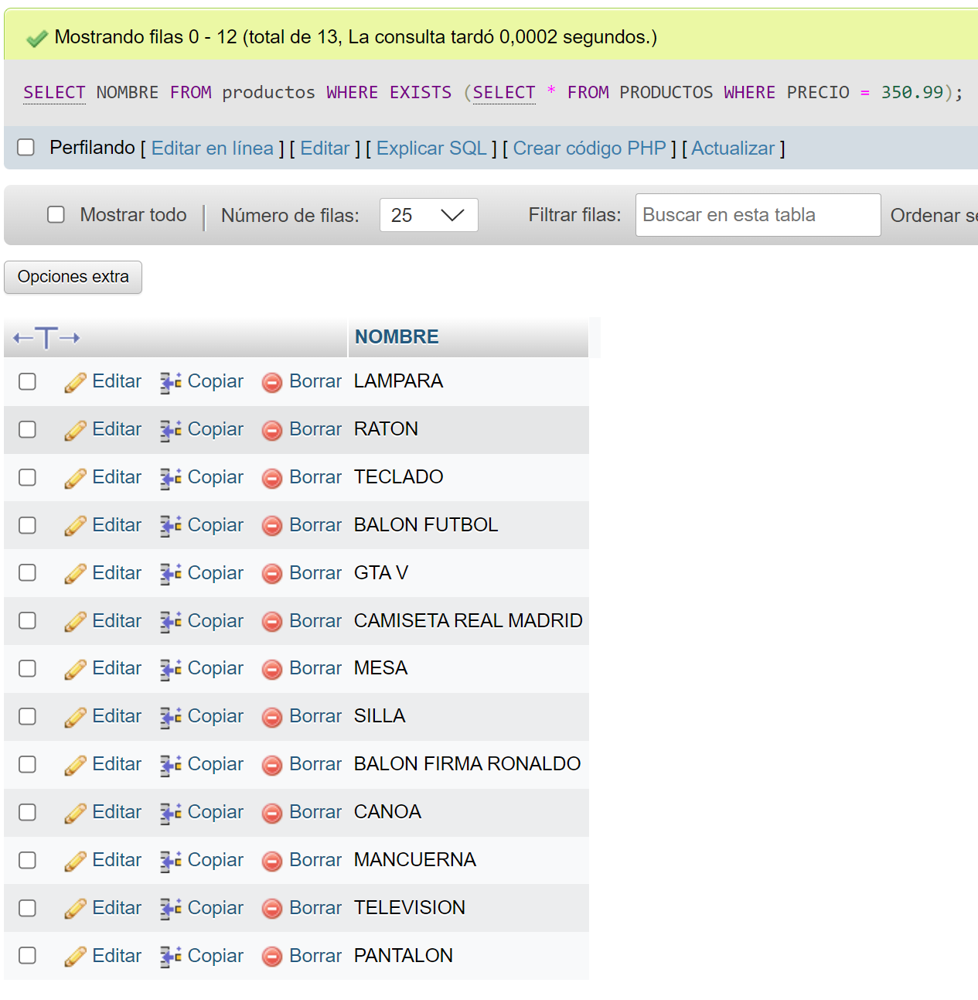 Mostrando filas 0 - 12 (total de 13, La consulta tardó 0,0002 segundos.)
SELECT NOMBRE FROM productos WHERE EXISTS (SELECT * FROM PRODUCTOS WHERE PRECIO = 350.99);
Perfilando [ Editar en línea ] [ Editar ] [ Explicar SQL ] [ Crear código PHP ] [ Actualizar ]
Mostrar todo Número de filas: 25 Filtrar filas: Buscar en esta tabla Ordenar se
Opciones extra
←T→ NOMBRE
Editar Copiar Borrar LAMPARA
Editar Copiar Borrar RATON
Editar Copiar Borrar TECLADO
Editar Copiar Borrar BALON FUTBOL
Editar Copiar Borrar GTA V
Editar Copiar Borrar CAMISETA REAL MADRID
Editar Copiar Borrar MESA
Editar Copiar Borrar SILLA
Editar Copiar Borrar BALON FIRMA RONALDO
Editar Copiar Borrar CANOA
Editar Copiar Borrar MANCUERNA
Editar Copiar Borrar TELEVISION
Editar Copiar Borrar PANTALON